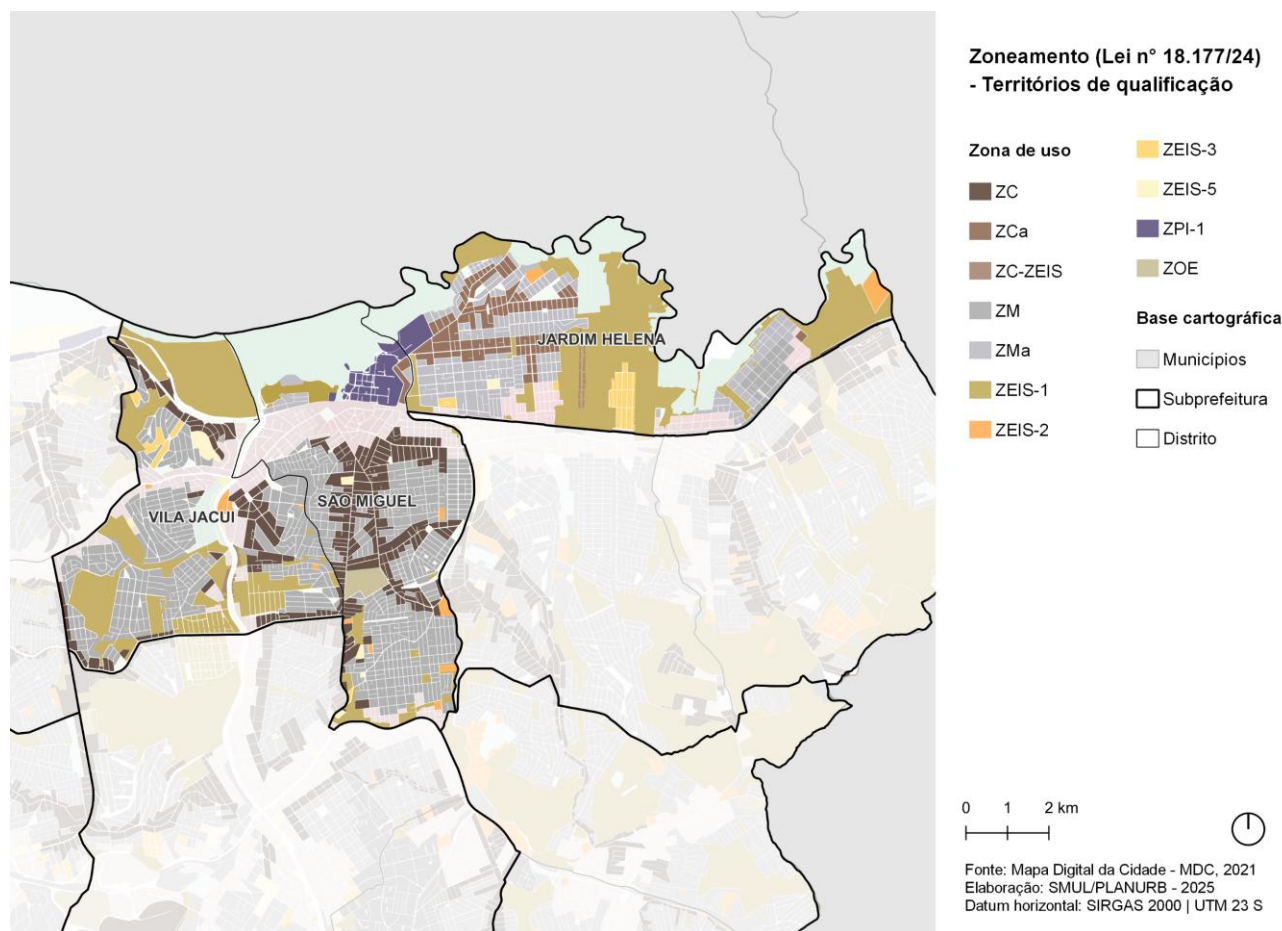 Zoneamento (Lei n° 18.177/24)
- Territórios de qualificação
Zona de uso
ZC
ZCa
ZC-ZEIS
ZM
ZMa
ZEIS-1
ZEIS-2
ZEIS-3
ZEIS-5
ZPI-1
ZOE
Base cartográfica
Municípios
Subprefeitura
Distrito
JARDIM HELENA
SAO MIGUEL
VILA JACUI
0 1 2 km
Fonte: Mapa Digital da Cidade - MDC, 2021
Elaboração: SMUL/PLANURB - 2025
Datum horizontal: SIRGAS 2000 | UTM 23 S